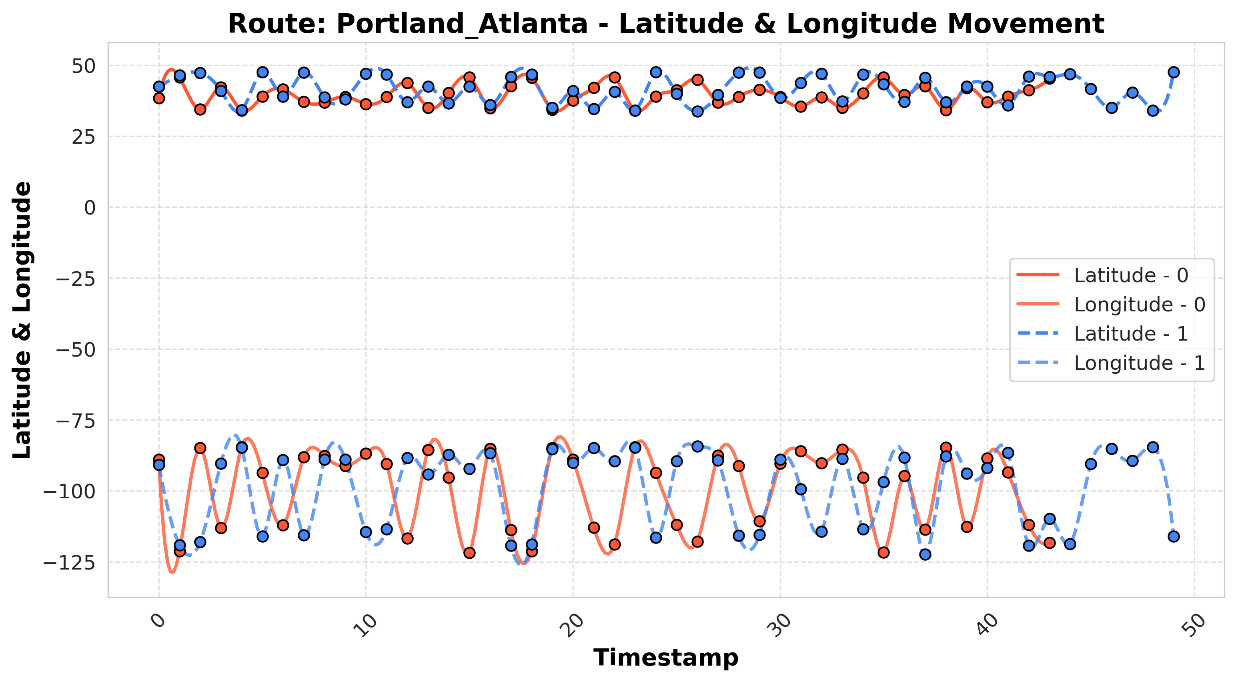 Route: Portland_Atlanta - Latitude & Longitude Movement
Latitude & Longitude
50
25
0
−25
−50
−75
−100
−125
Latitude - 0
Longitude - 0
Latitude - 1
Longitude - 1
0
10
20
30
40
50
Timestamp